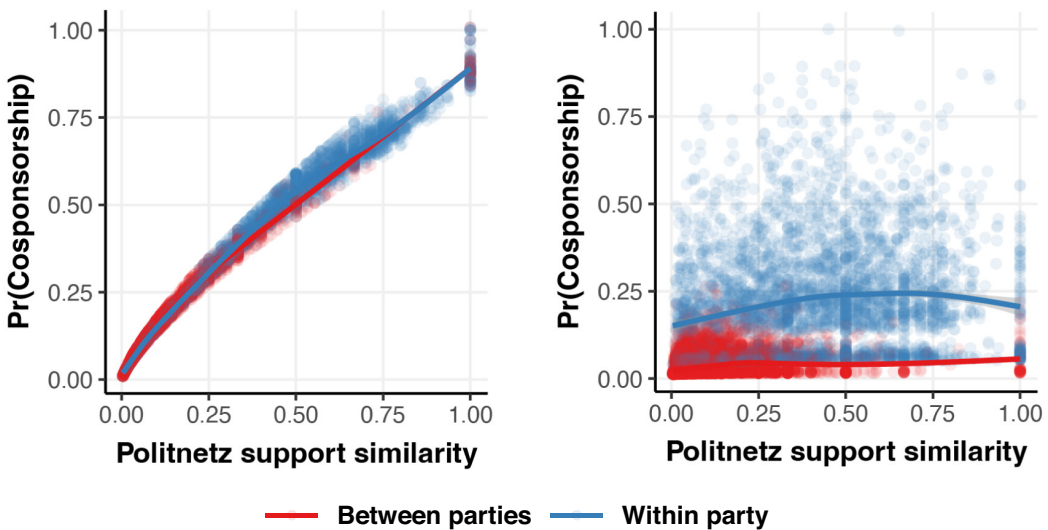 Pr(Cosponsorship)
1.00
0.75
0.50
0.25
0.00
0.00 0.25 0.50 0.75 1.00
Politnetz support similarity
Pr(Cosponsorship)
1.00
0.75
0.50
0.25
0.00
0.00 0.25 0.50 0.75 1.00
Politnetz support similarity
Between parties Within party